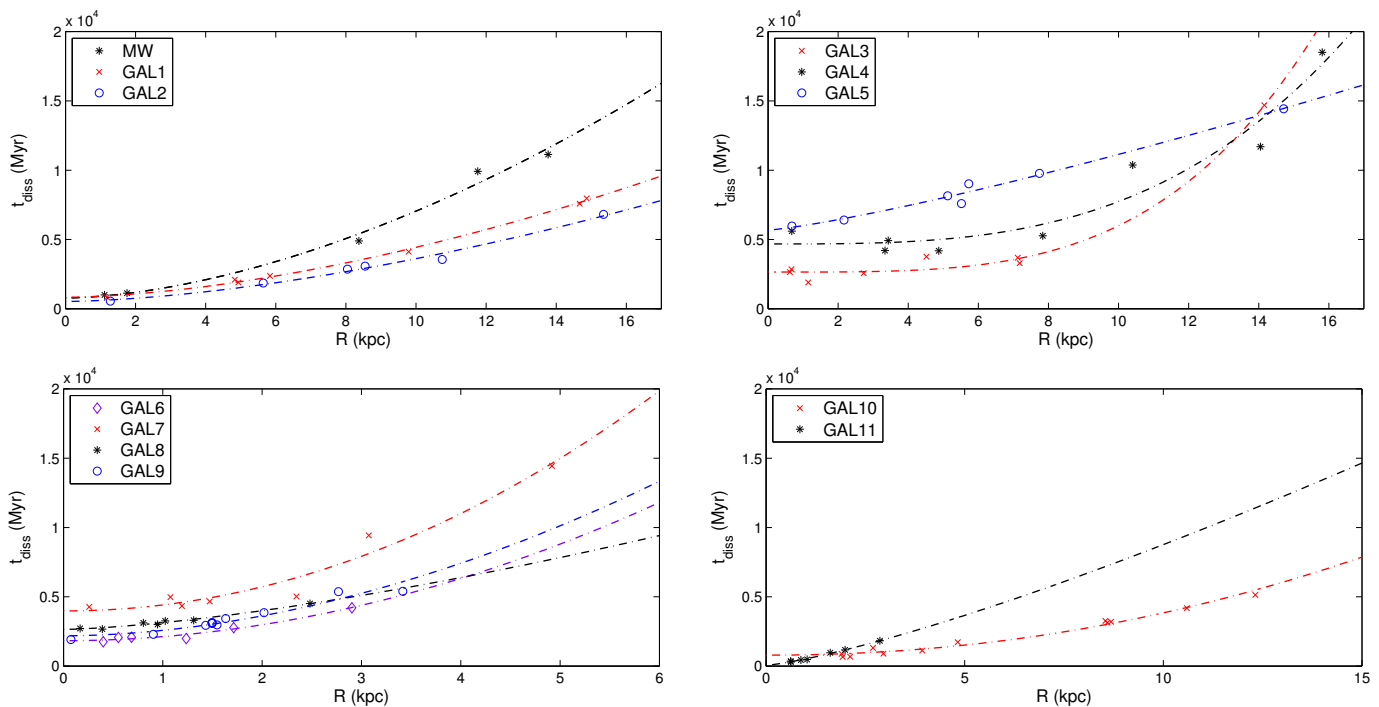 x 10^4
2
1.5
1
0.5
0
t_diss (Myr)
MW
GAL1
GAL2
0 2 4 6 8 10 12 14 16
R (kpc)
x 10^4
2
1.5
1
0.5
0
t_diss (Myr)
GAL3
GAL4
GAL5
0 2 4 6 8 10 12 14 16
R (kpc)
x 10^4
2
1.5
1
0.5
0
t_diss (Myr)
GAL6
GAL7
GAL8
GAL9
0 1 2 3 4 5 6
R (kpc)
x 10^4
2
1.5
1
0.5
0
t_diss (Myr)
GAL10
GAL11
0 5 10 15
R (kpc)